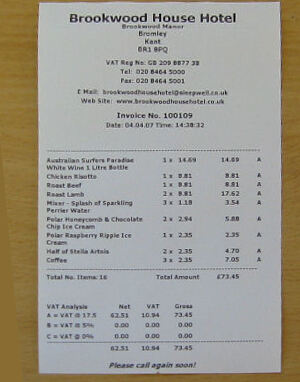 Brookwood House Hotel
Brookwood Manor
Bromley
Kent
BR1 8PQ
VAT Reg No: GB 209 8877 38
Tel: 020 8464 5000
Fax: 020 8464 5001
E Mail: brookwoodhousehotel@sleepwell.co.uk
Web Site: www.brookwoodhousehotel.co.uk
Invoice No. 100109
Date: 04.04.07 Time: 14:38:32
Australian Surfers Paradise 1 x 14.69 14.69 A
White Wine 1 Litre Bottle
Chicken Risotto 1 x 8.81 8.81 A
Roast Beef 1 x 8.81 8.81 A
Roast Lamb 2 x 8.81 17.62 A
Mixer - Splash of Sparkling 3 x 1.18 3.54 A
Perrier Water
Polar Honeycomb & Chocolate 2 x 2.94 5.88 A
Chip Ice Cream
Polar Raspberry Ripple Ice 1 x 2.35 2.35 A
Cream
Half of Stella Artois 2 x 2.35 4.70 A
Coffee 3 x 2.35 7.05 A
Total No. Items: 16 Total Amount £73.45
VAT Analysis Net VAT Gross
A = VAT @ 17.5 62.51 10.94 73.45
B = VAT @ 5% 0.00 0.00 0.00
C = VAT @ 0% 0.00 0.00 0.00
62.51 10.94 73.45
Please call again soon!